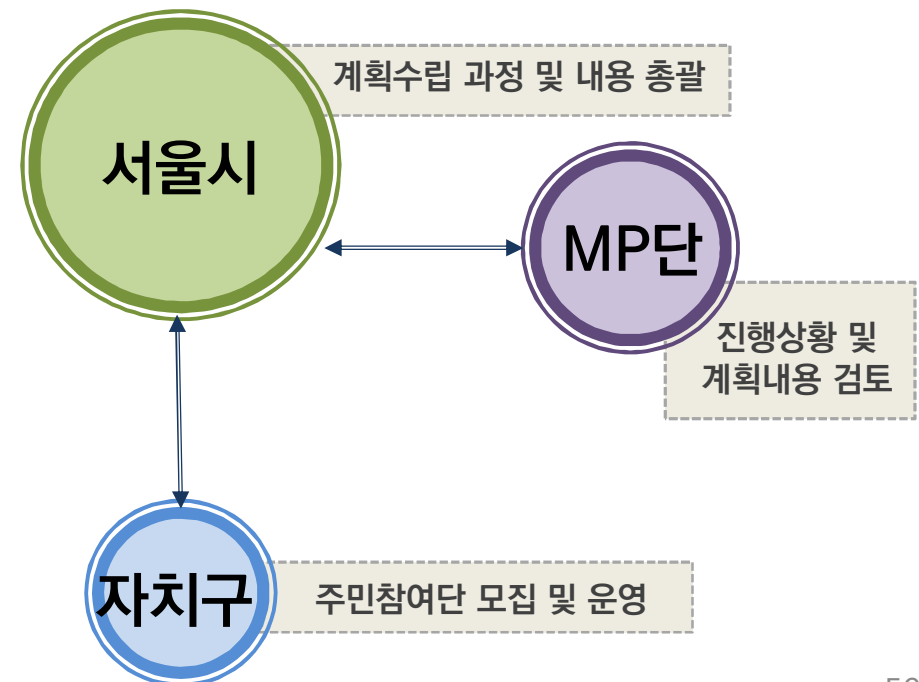 계획수립 과정 및 내용 총괄
서울시
MP단
진행상황 및
계획내용 검토
자치구
주민참여단 모집 및 운영